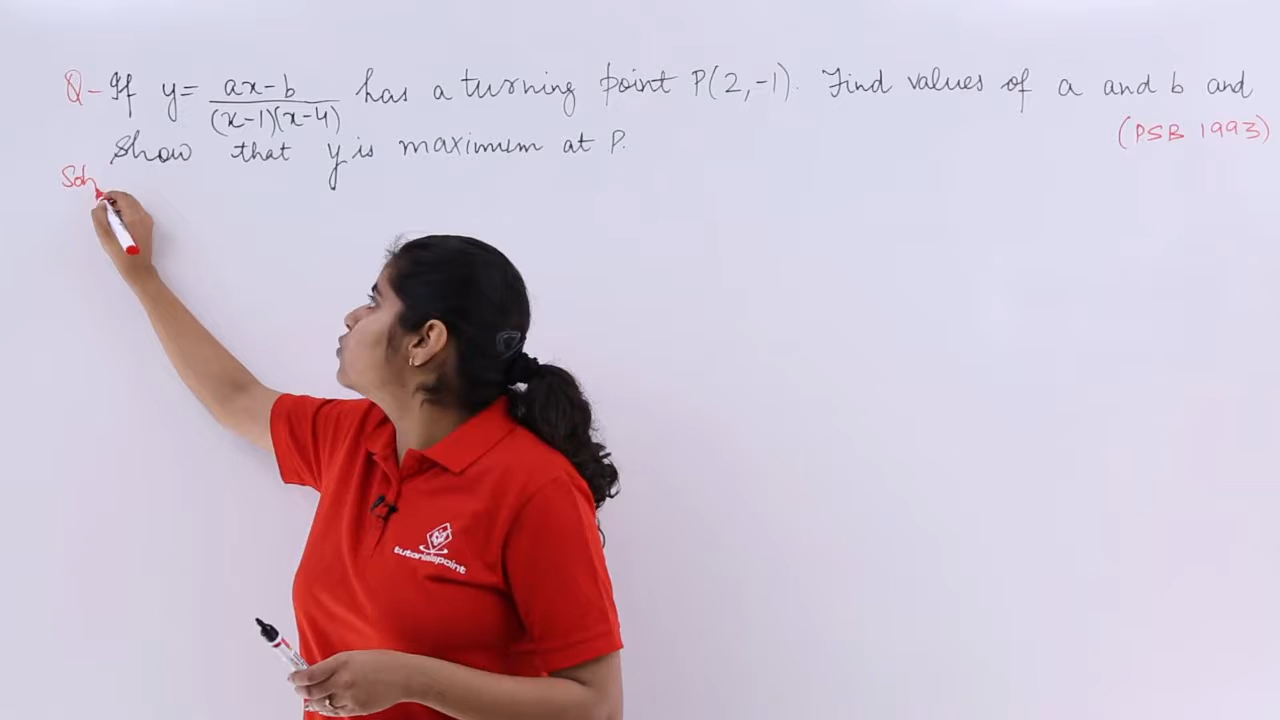 Q- If y= ax-b / (x-1)(x-4) has a turning point P(2,-1). Find values of a and b and
show that y is maximum at P.
(PSB 1993)
Soln
tutorialspoint